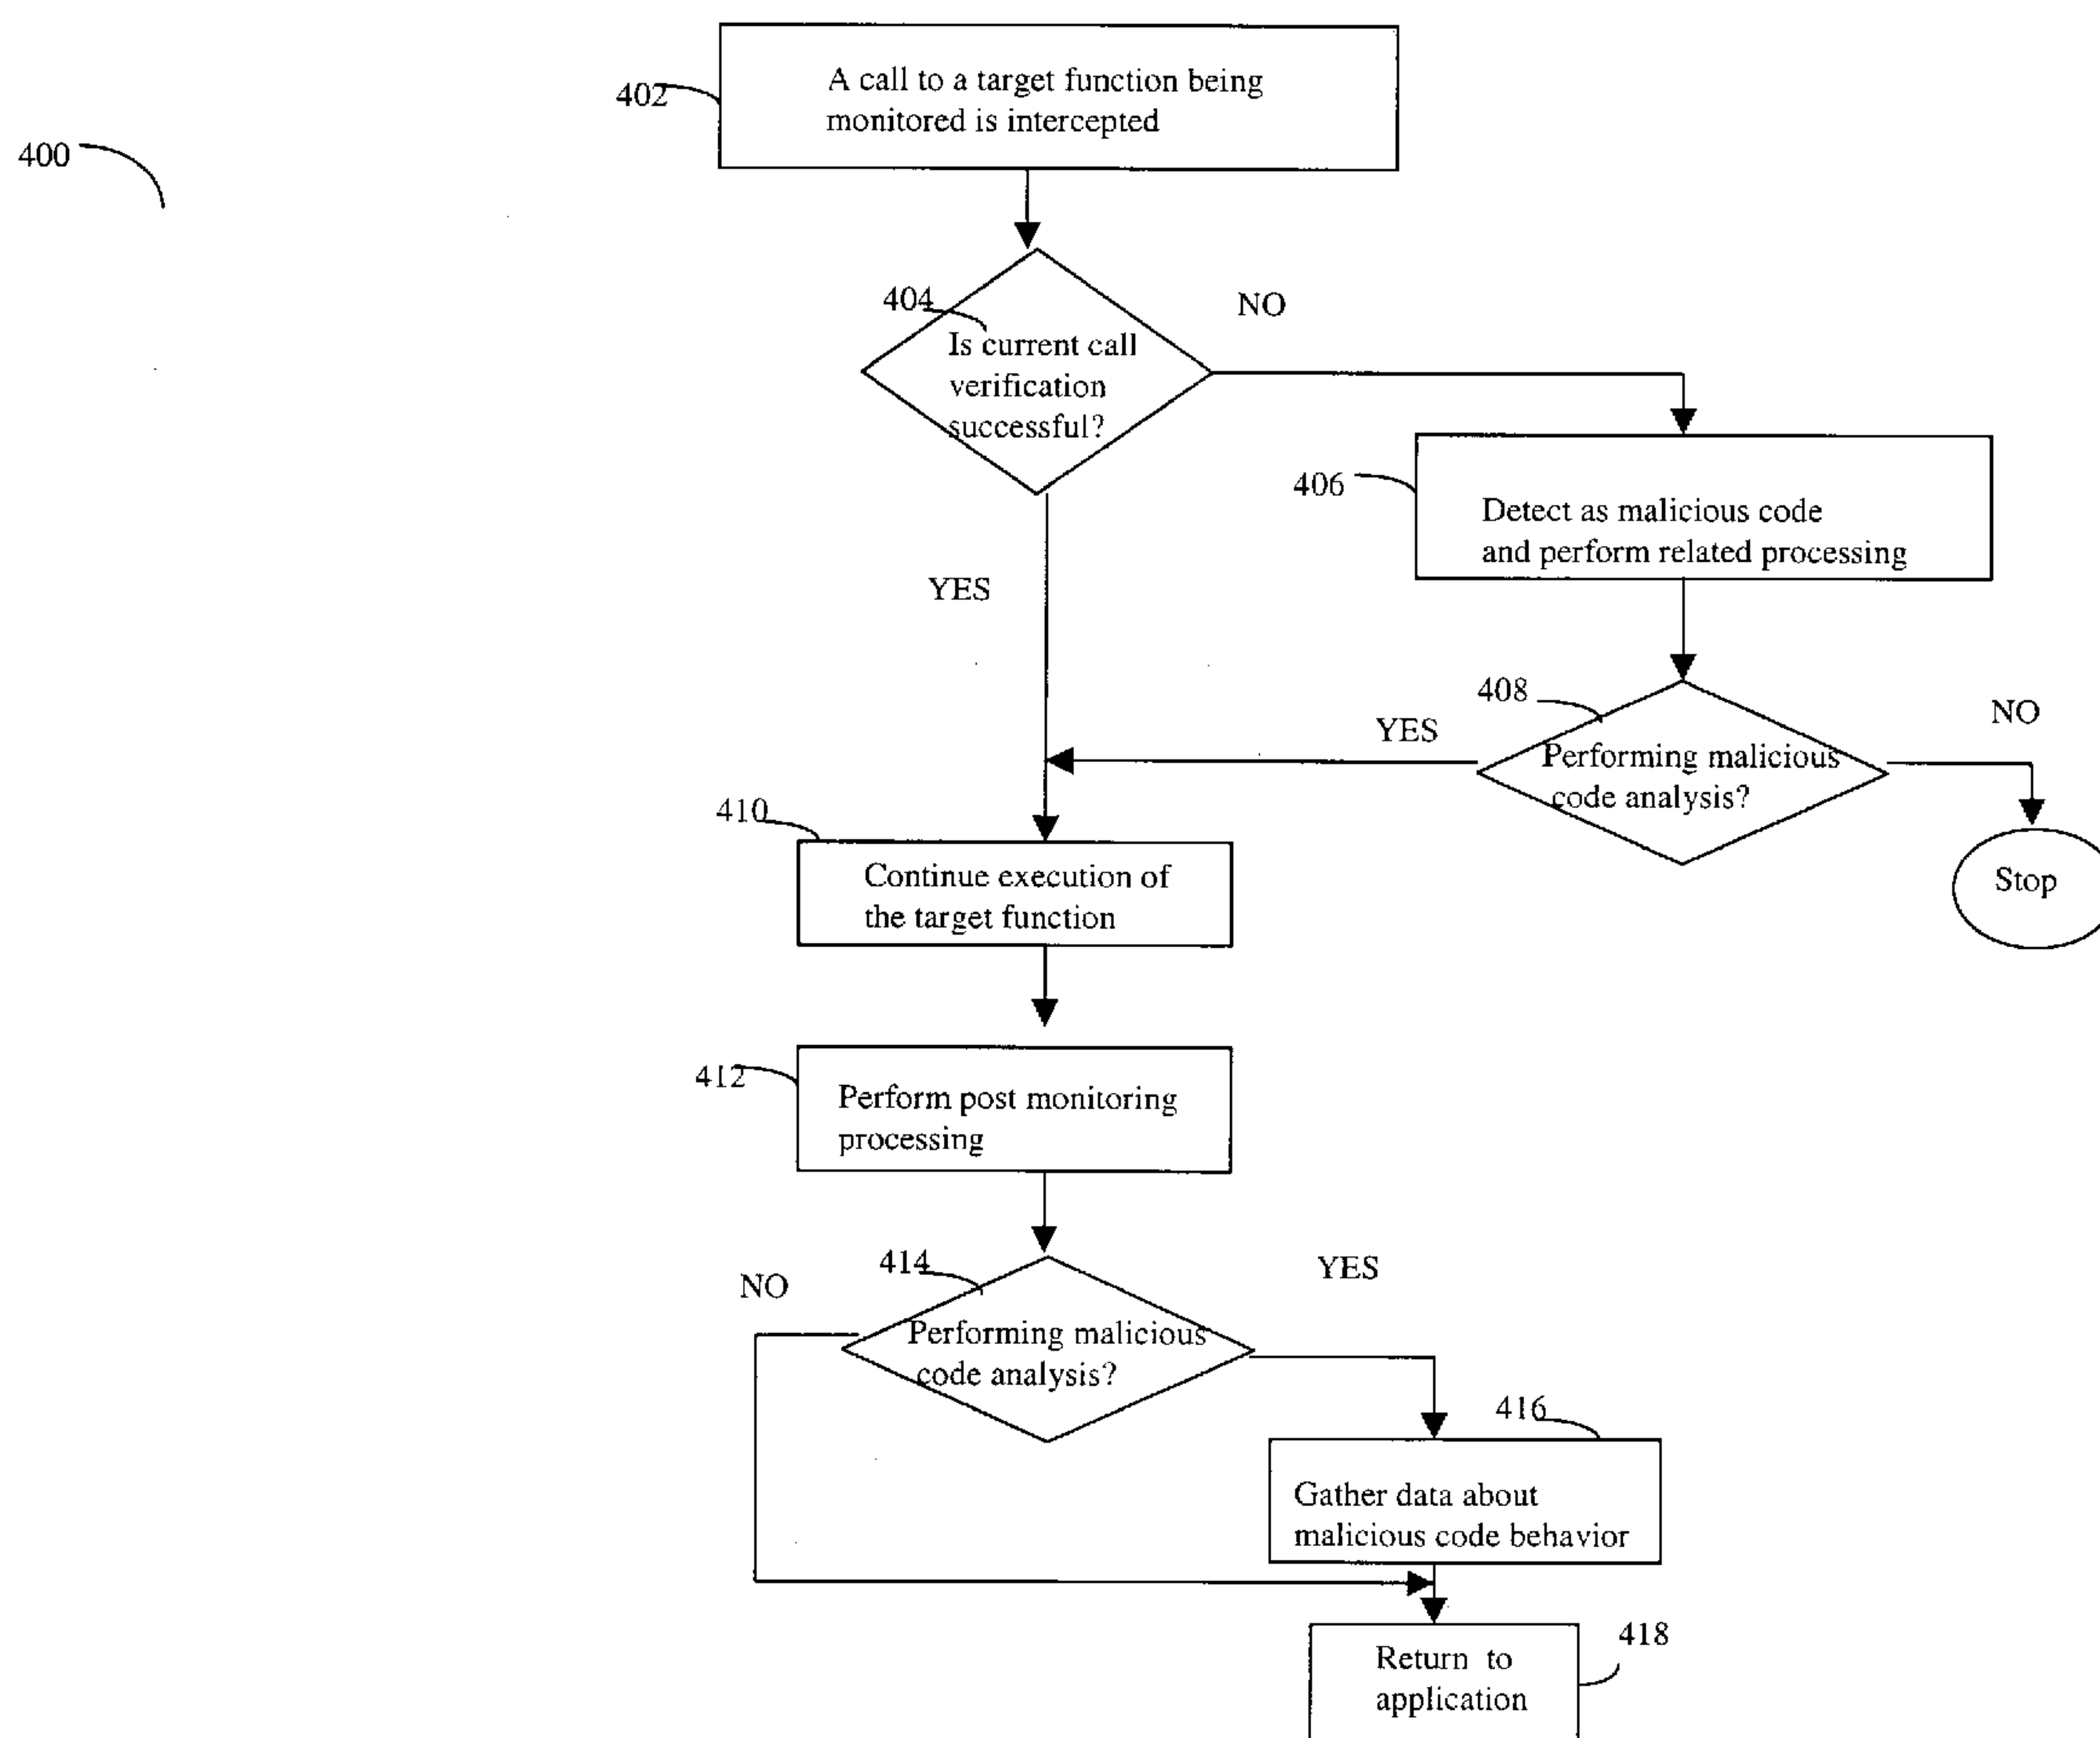 402
A call to a target function being
monitored is intercepted
400
404
NO
Is current call
verification
successful?
406
Detect as malicious code
and perform related processing
YES
408
NO
YES
Performing malicious
code analysis?
410
Continue execution of
the target function
Stop
412
Perform post monitoring
processing
414
YES
NO
Performing malicious
code analysis?
416
Gather data about
malicious code behavior
418
Return to
application